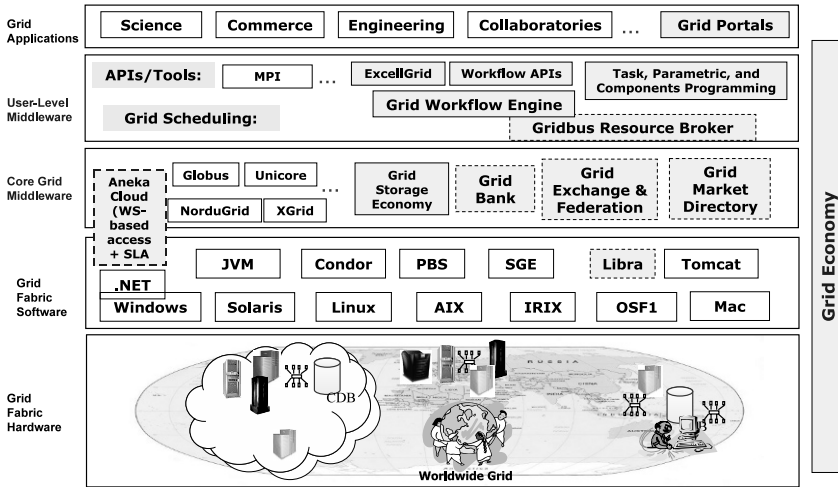 Grid
Applications
Science
Commerce
Engineering
Collaboratories
...
Grid Portals
User-Level
Middleware
APIs/Tools:
MPI
...
ExcellGrid
Workflow APIs
Task, Parametric, and
Components Programming
Grid Workflow Engine
Grid Scheduling:
Gridbus Resource Broker
Core Grid
Middleware
Aneka
Cloud
(WS-
based
access
+ SLA
Globus
Unicore
NorduGrid
XGrid
...
Grid
Storage
Economy
Grid
Bank
Grid
Exchange &
Federation
Grid
Market
Directory
Grid
Fabric
Software
JVM
Condor
PBS
SGE
Libra
Tomcat
.NET
Windows
Solaris
Linux
AIX
IRIX
OSF1
Mac
Grid
Fabric
Hardware
CDB
RUSSIA
Worldwide Grid
Grid Economy